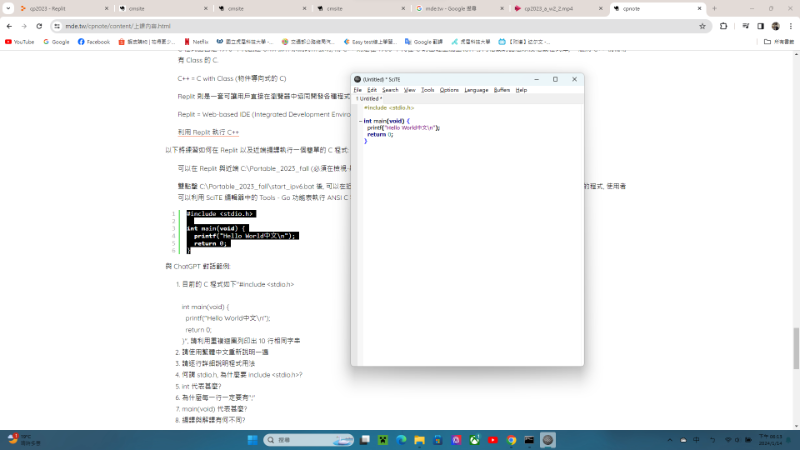 cp2023 - Replit
cmsite
cmsite
cmsite
mde.tw - Google 搜尋
cp2023_a_w2_2.mp4
cpnote
mde.tw/cpnote/content/上課內容.html
YouTube
Google
Facebook
Netflix
Google 翻譯
所有書籤
有 Class 的 C.
C++ = C with Class (物件導向式的 C)
Replit 則是一套可讓用戶直接在瀏覽器中協同開發各種程式
Replit = Web-based IDE (Integrated Development Enviro
利用 Replit 執行 C++
以下將練習如何在 Replit 以及近端編譯執行一個簡單的 C 程式:
可以在 Replit 與近端 C:\Portable_2023_fall (必須在檢視-
雙點擊 C:\Portable_2023_fall\start_ipv6.bat 後, 可以在近
的程式, 使用者
可以利用 SciTE 編輯器中的 Tools - Go 功能表執行 ANSI C
1 #include <stdio.h>
2
3 int main(void) {
4 printf("Hello World中文\n");
5 return 0;
6 }
與 ChatGPT 對話範例:
1. 目前的 C 程式如下"#include <stdio.h>
int main(void) {
printf("Hello World中文\n");
return 0;
}", 請利用重複迴圈列印出 10 行相同字串
2. 請使用繁體中文重新說明一遍
3. 請逐行詳細說明程式用法
4. 何謂 stdio.h, 為什麼要 include <stdio.h>?
5. int 代表甚麼?
6. 為什麼每一行一定要有";"
7. main(void) 代表甚麼?
8. 編譯與解譯有何不同?
(Untitled) * SciTE
File Edit Search View Tools Options Language Buffers Help
1 Untitled *
#include <stdio.h>
int main(void) {
printf("Hello World中文\n");
return 0;
}
搜尋